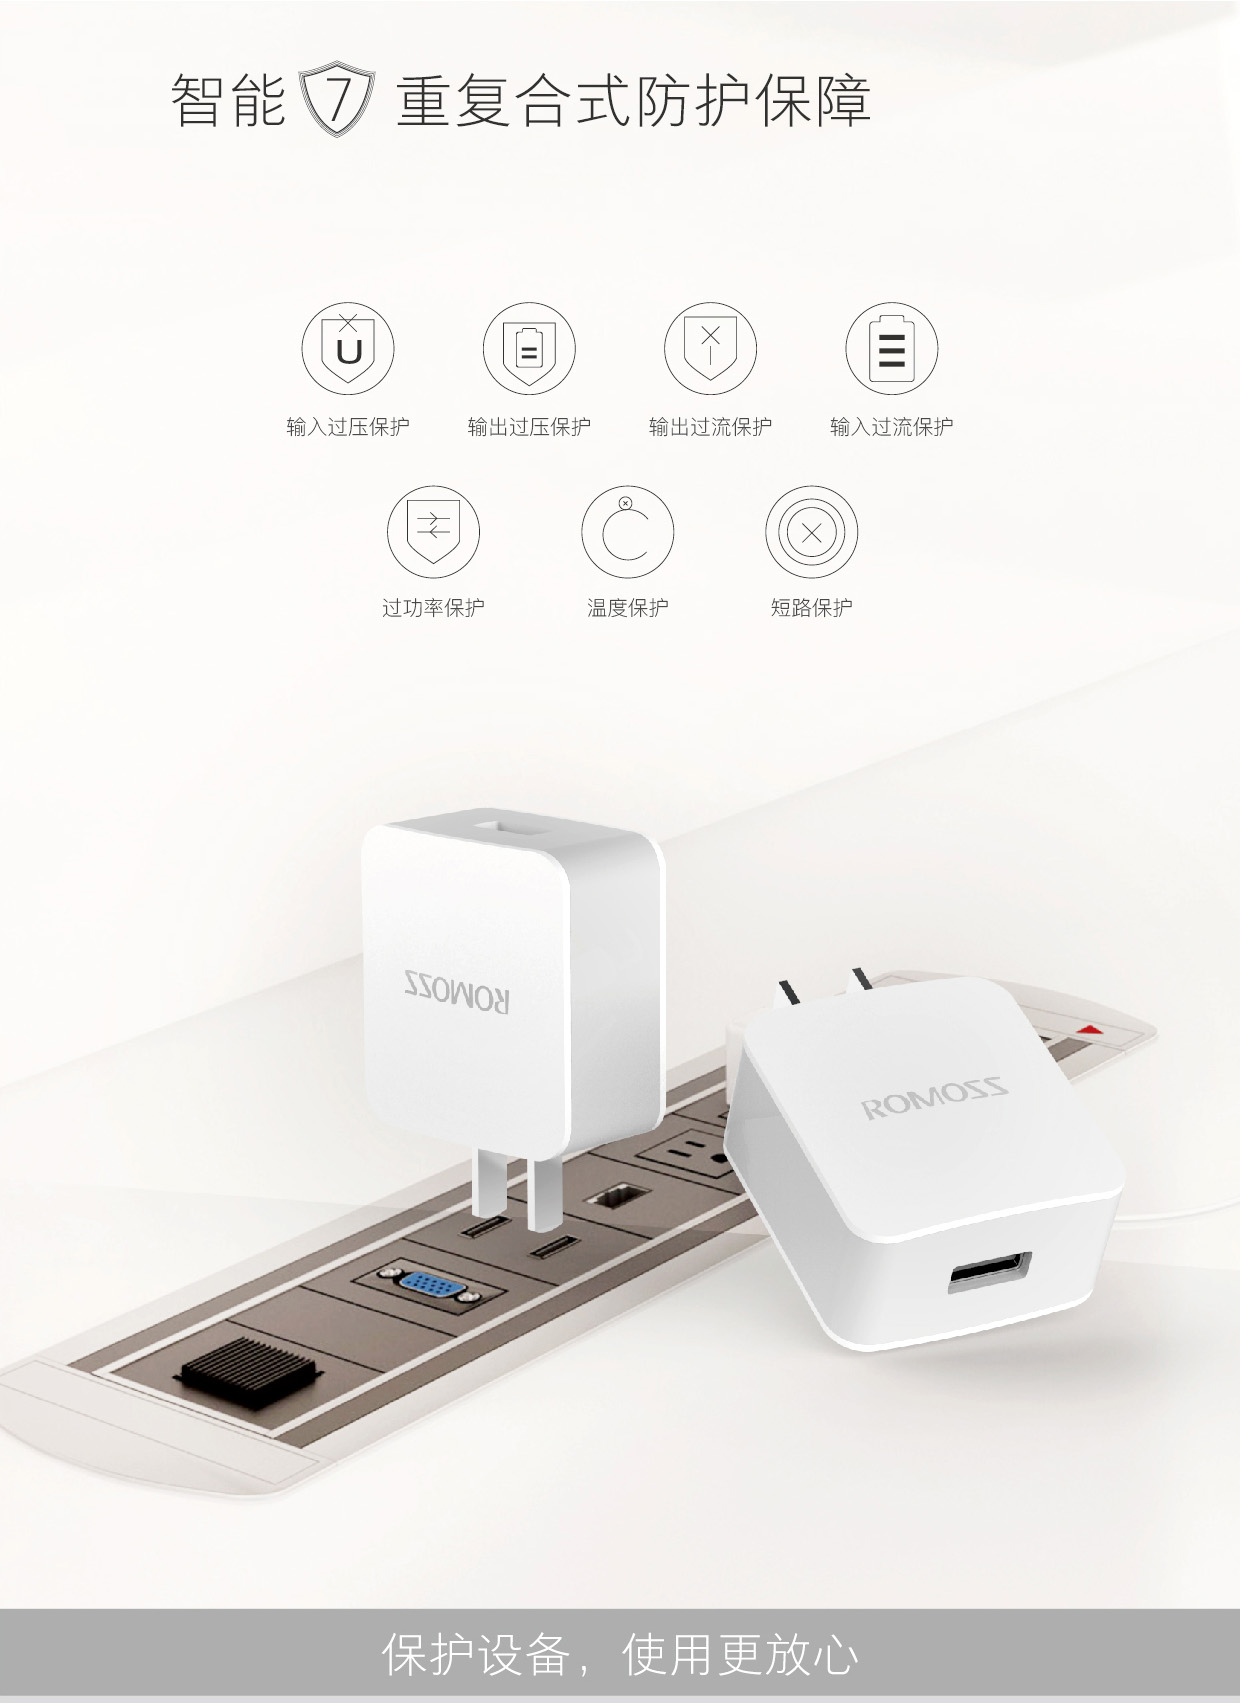 智能7重复合式防护保障
U
输入过压保护 输出过压保护 输出过流保护 输入过流保护
过功率保护 温度保护 短路保护
ROMOSS
ROMOSS
保护设备，使用更放心